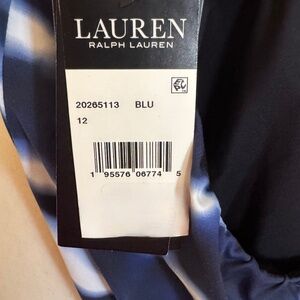 LAUREN
RALPH LAUREN
20265113 BLU
12
1 95576 06774 5